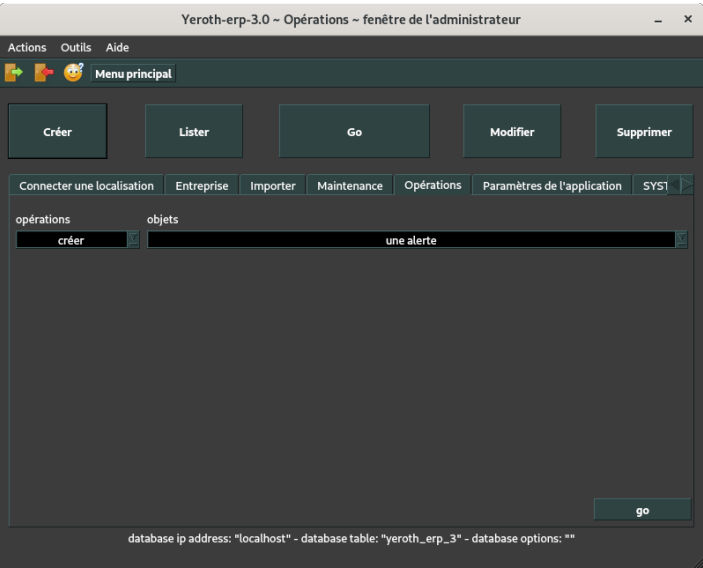 Yeroth-erp-3.0 ~ Opérations ~ fenêtre de l'administrateur
Actions Outils Aide
Menu principal
Créer Lister Go Modifier Supprimer
Connecter une localisation Entreprise Importer Maintenance Opérations Paramètres de l'application SYST
opérations objets
créer une alerte
go
database ip address: "localhost" - database table: "yeroth_erp_3" - database options: ""